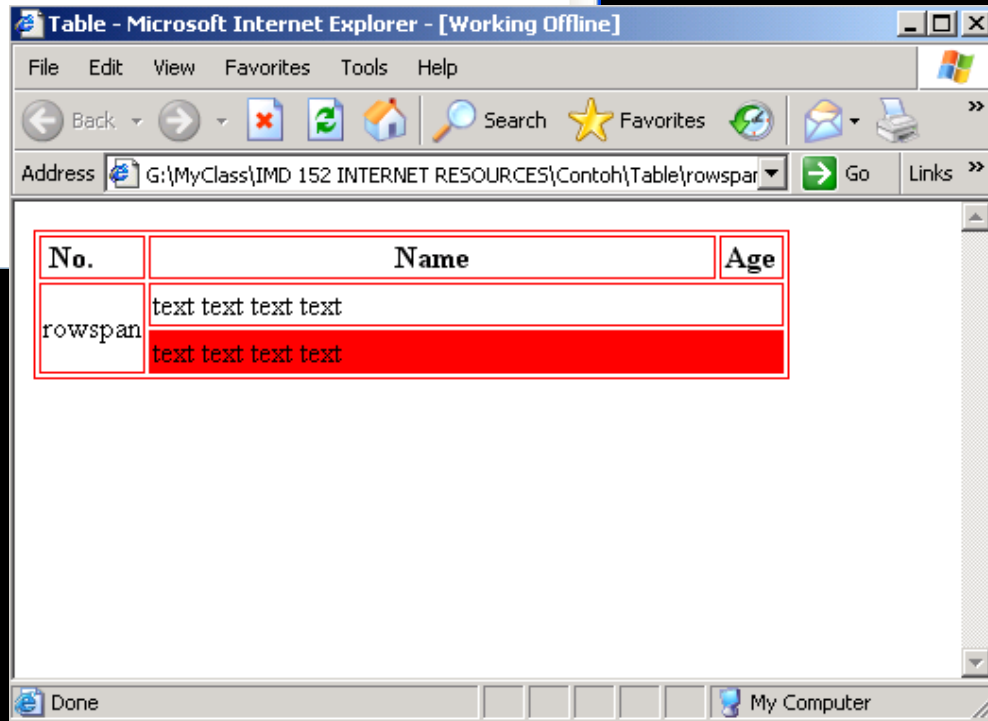 Table - Microsoft Internet Explorer - [Working Offline]
File Edit View Favorites Tools Help
Back Search Favorites »
Address G:\MyClass\IMD 152 INTERNET RESOURCES\Contoh\Table\rowspan Go Links »
No. Name Age
text text text text
rowspan
text text text text
Done My Computer